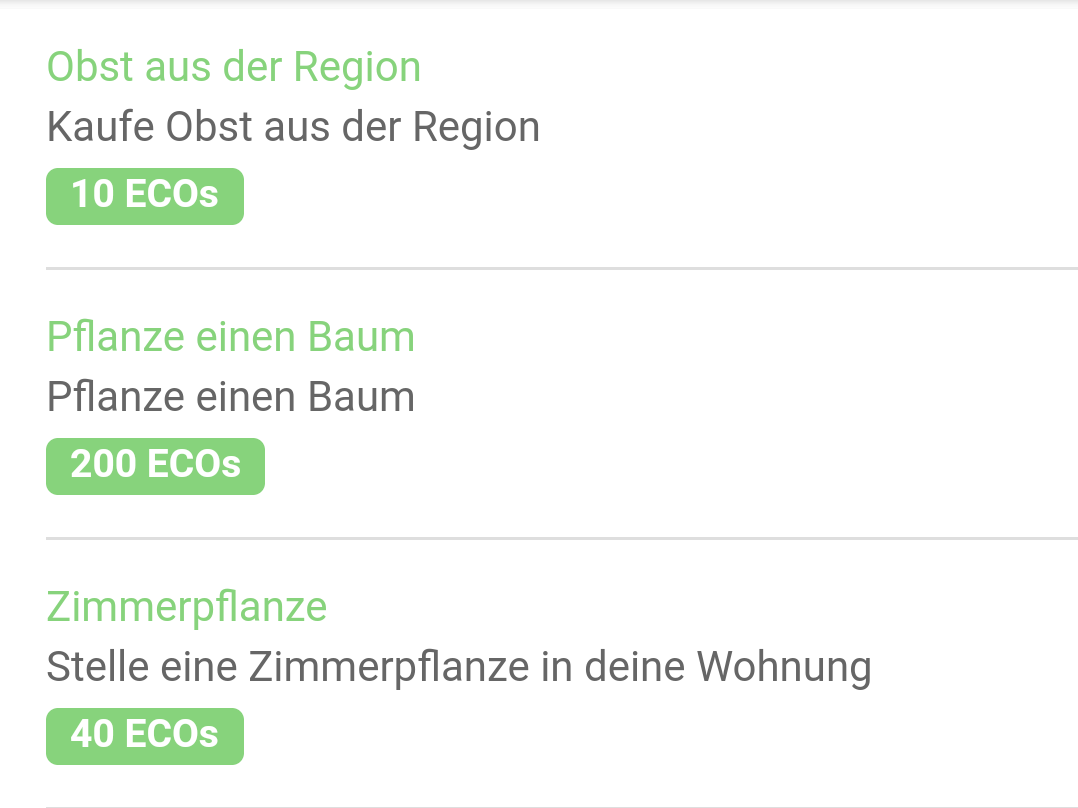 Obst aus der Region
Kaufe Obst aus der Region
10 ECOs
Pflanze einen Baum
Pflanze einen Baum
200 ECOs
Zimmerpflanze
Stelle eine Zimmerpflanze in deine Wohnung
40 ECOs